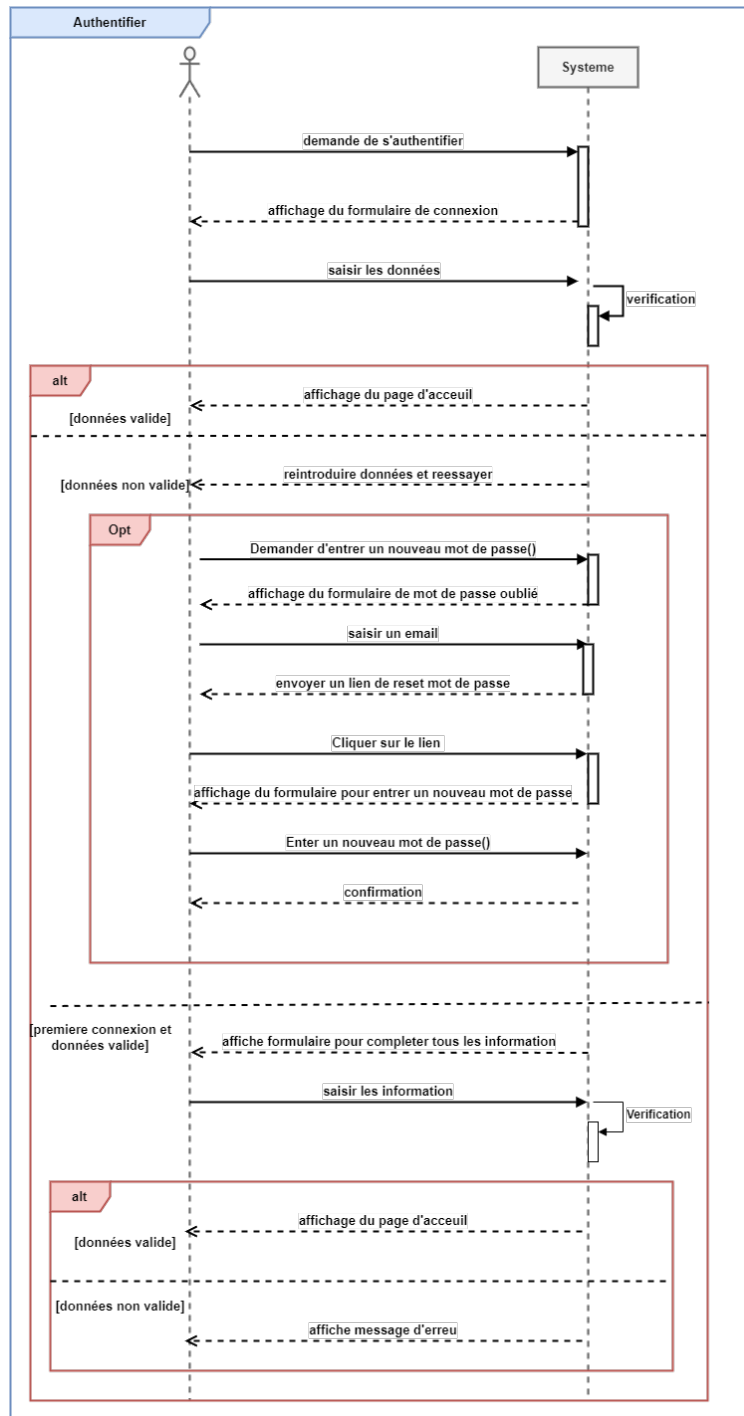 Authentifier
Systeme
demande de s'authentifier
affichage du formulaire de connexion
saisir les données
verification
alt
affichage du page d'acceuil
[données valide]
reintroduire données et reessayer
[données non valide]
Opt
Demander d'entrer un nouveau mot de passe()
affichage du formulaire de mot de passe oublié
saisir un email
envoyer un lien de reset mot de passe
Cliquer sur le lien
affichage du formulaire pour entrer un nouveau mot de passe
Enter un nouveau mot de passe()
confirmation
[premiere connexion et
données valide]
affiche formulaire pour completer tous les information
saisir les information
Verification
alt
affichage du page d'acceuil
[données valide]
[données non valide]
affiche message d'erreu